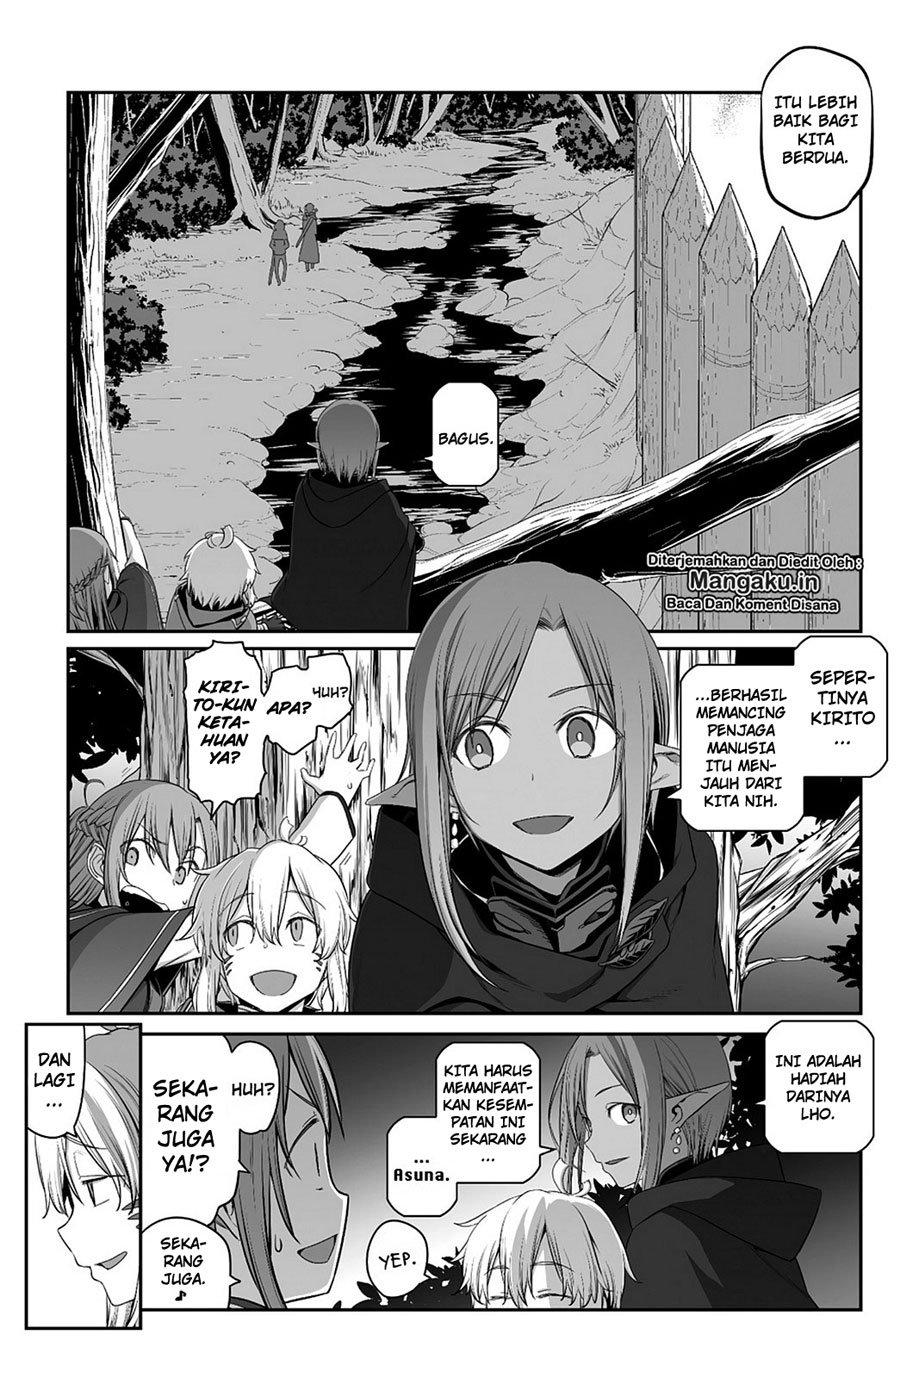 ITU LEBIH
BAIK BAGI
KITA
BERDUA.
BAGUS.
Diterjemahkan dan Diedit Oleh :
Mangaku.in
Baca Dan Koment Disana
SEPER-
TINYA
KIRITO
...
...BERHASIL
MEMANCING
PENJAGA
MANUSIA
ITU MEN-
JAUH DARI
KITA NIH.
HUH?
APA?
KIRI-
TO-KUN
KETA-
HUAN
YA?
INI ADALAH
HADIAH
DARINYA
LHO.
KITA HARUS
MEMANFAAT-
KAN KESEM-
PATAN INI
SEKARANG
...
...
Asuna.
YEP.
HUH?
SEKA-
RANG
JUGA
YA!?
SEKA-
RANG
JUGA.
♪
DAN
LAGI
...